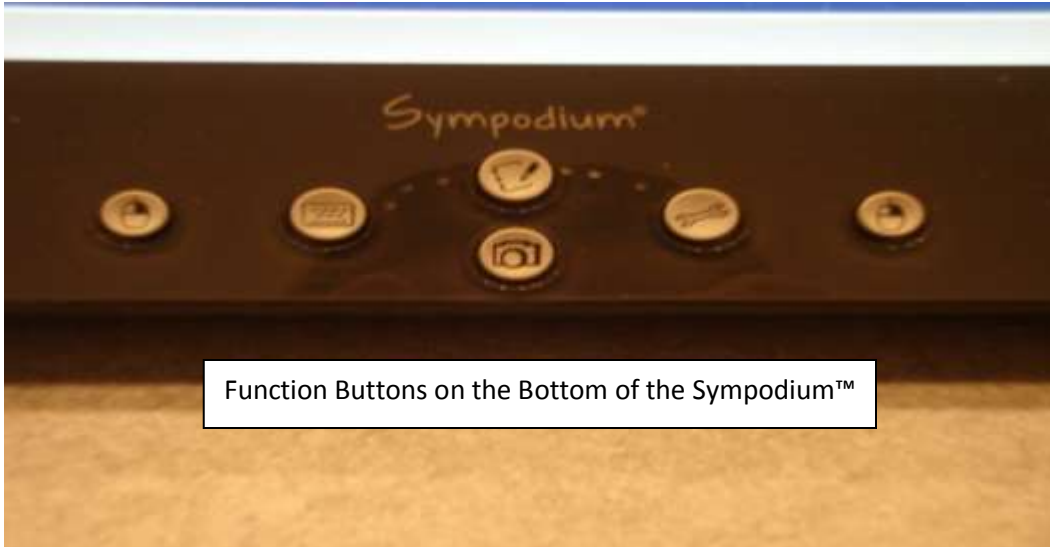 Sympodium®
Function Buttons on the Bottom of the Sympodium™